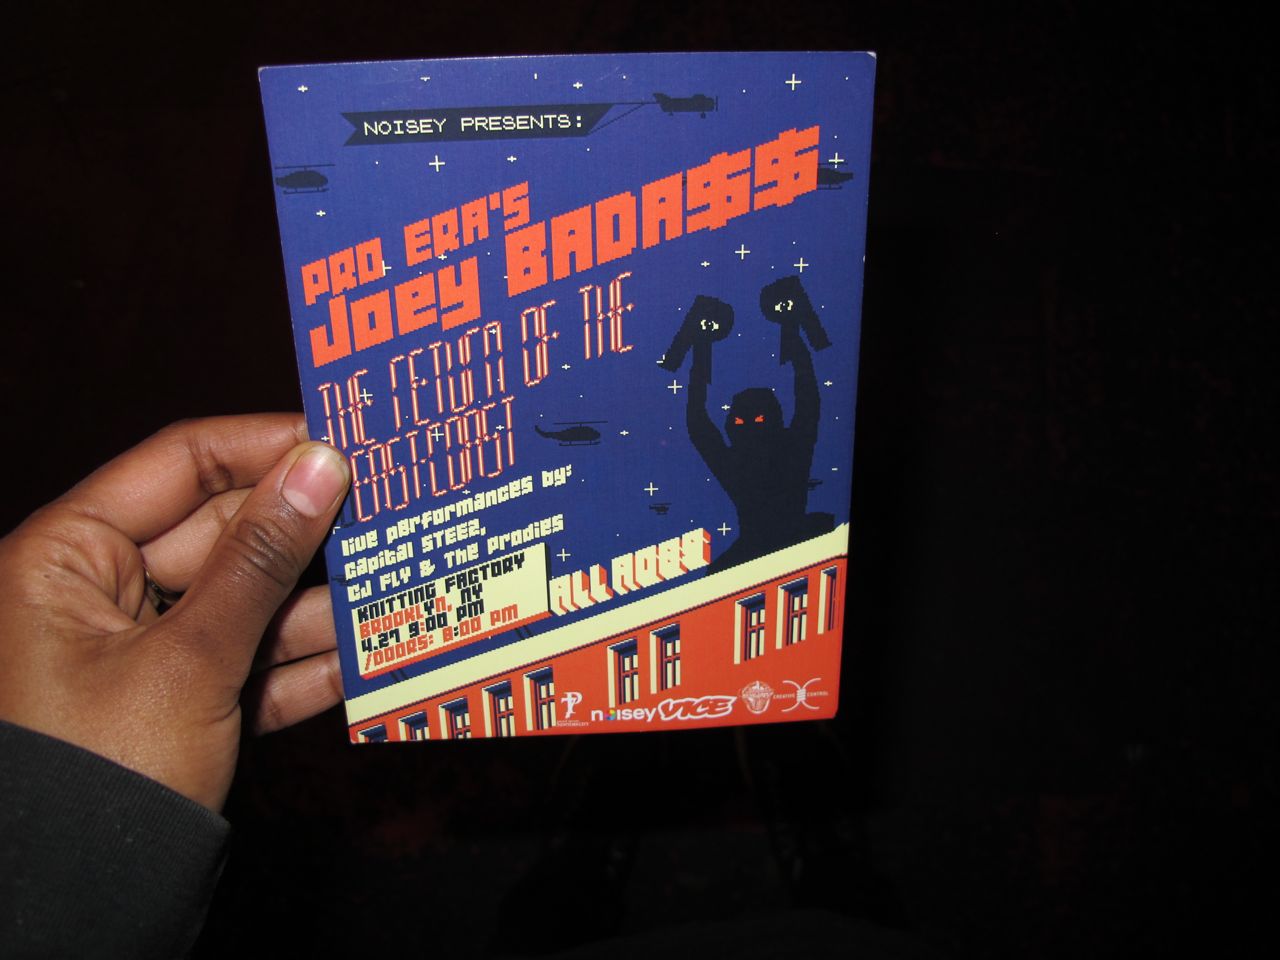 NOISEY PRESENTS:
PRO ERA'S
Joey BADA$$
THE RETURN OF THE
EAST COAST
live performances by:
Capital STEEZ,
CJ FLY & The Prodies
KNITTING FACTORY
BROOKLYN, NY
4.27 9:00 PM
/DOORS: 8:00 PM
ALL AGES
noisey VICE
CREATIVE CONTROL